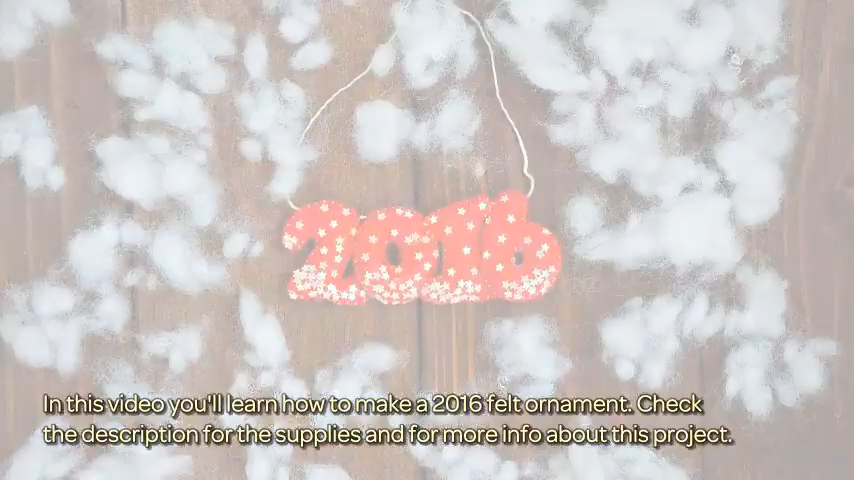 2016
In this video you'll learn how to make a 2016 felt ornament. Check
the description for the supplies and for more info about this project.